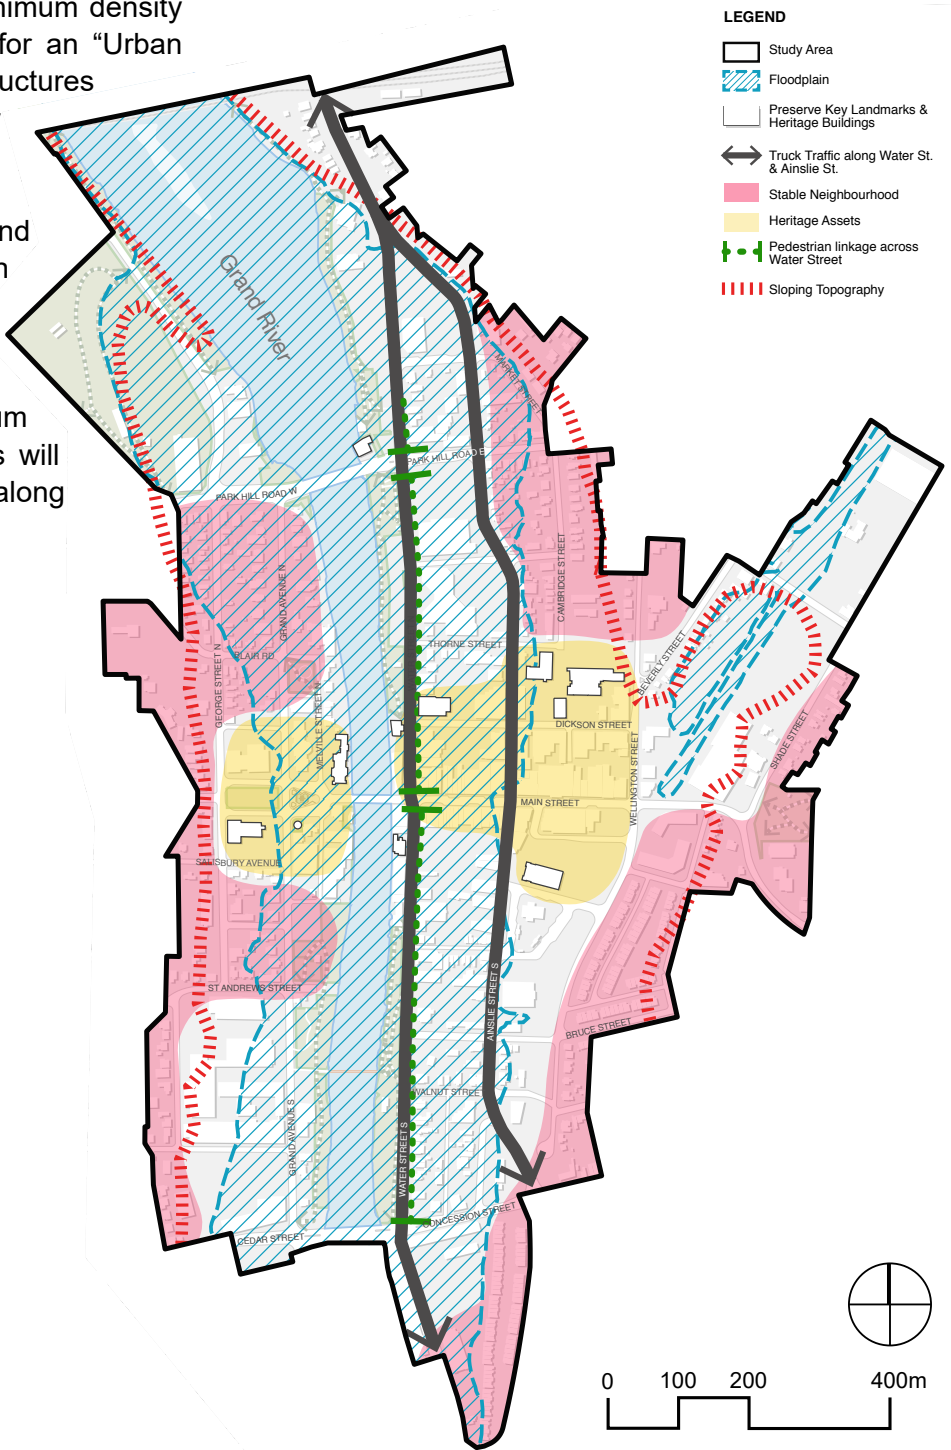 nimum density
for an “Urban
uctures
nd
n
um
s will
along
LEGEND
Study Area
Floodplain
Preserve Key Landmarks &
Heritage Buildings
Truck Traffic along Water St.
& Ainslie St.
Stable Neighbourhood
Heritage Assets
Pedestrian linkage across
Water Street
Sloping Topography
Grand River
MARKET STREET
PARK HILL ROAD E
PARK HILL ROAD W
CAMBRIDGE STREET
GRAND AVENUE N
THORNE STREET
BLAIR RD
BEVERLY STREET
GEORGE STREET N
MELVILLE STREET N
DICKSON STREET
WELLINGTON STREET
SHADE STREET
MAIN STREET
SALISBURY AVENUE
ST ANDREWS STREET
AINSLIE STREET S
BRUCE STREET
WALNUT STREET
GRAND AVENUE S
WATER STREET S
CONCESSION STREET
CEDAR STREET
0 100 200 400m